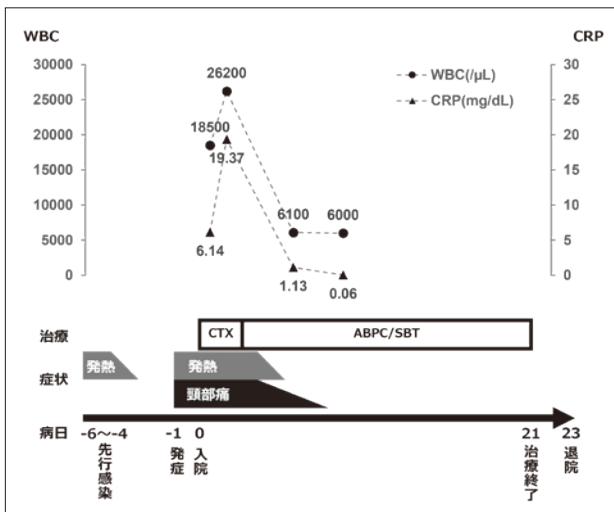 WBC
CRP
30000
25000
20000
15000
10000
5000
0
30
25
20
15
10
5
0
WBC(/μL)
CRP(mg/dL)
26200
18500
19.37
6.14
6100
6000
1.13
0.06
治療
CTX
ABPC/SBT
症状
発熱
発熱
頸部痛
病日
-6～-4
-1
0
21
23
先行感染
発症
入院
治療終了
退院